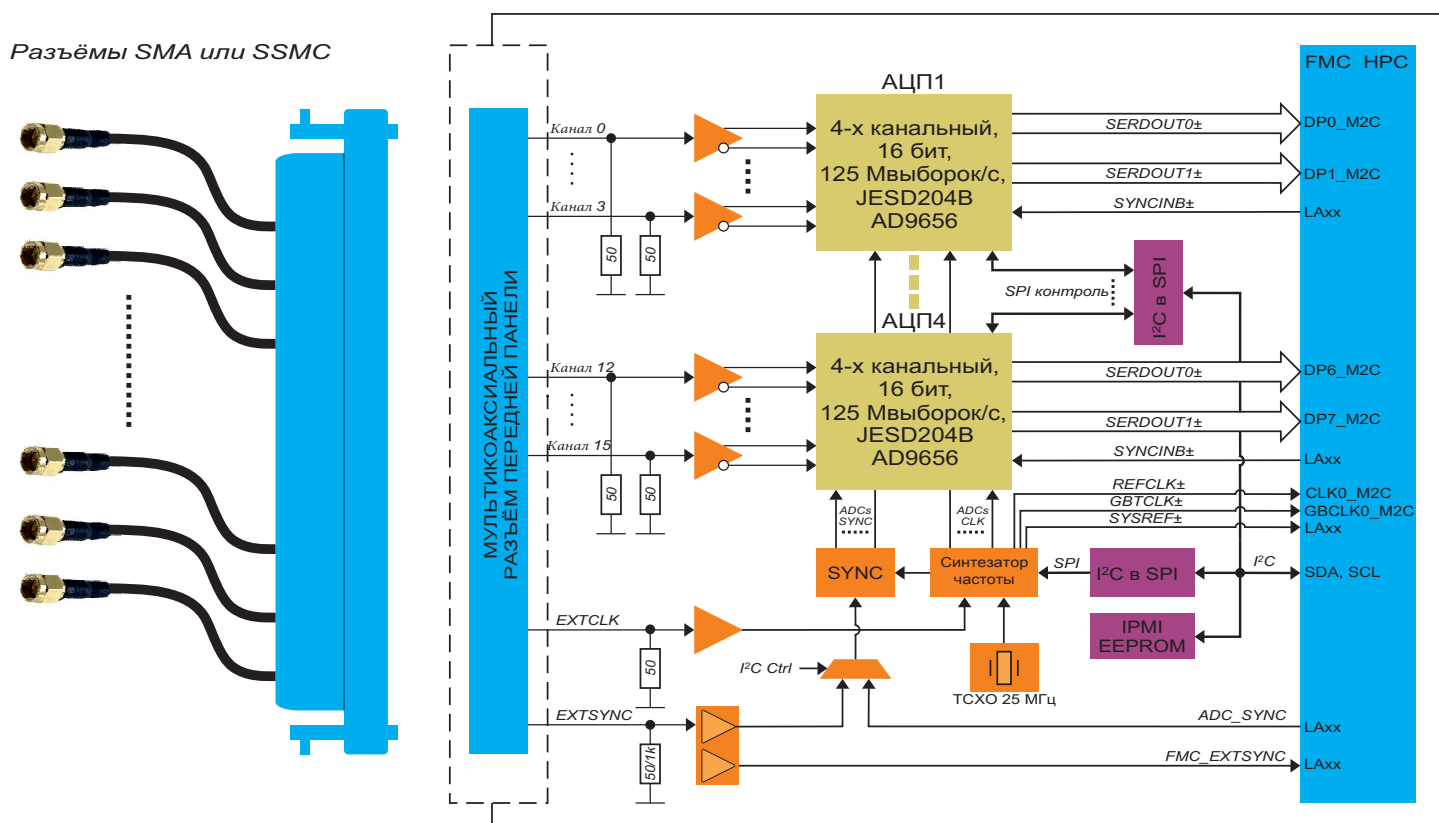 Разъёмы SMA или SSMC
МУЛЬТИКОАКСИАЛЬНЫЙ
РАЗЪЁМ ПЕРЕДНЕЙ ПАНЕЛИ
Канал 0
Канал 3
50
50
АЦП1
4-х канальный,
16 бит,
125 Мвыборок/с,
JESD204B
AD9656
SERDOUT0±
SERDOUT1±
SYNCINB±
FMC HPC
DP0_M2C
DP1_M2C
LAxx
SPI контроль
I²C в SPI
Канал 12
Канал 15
50
50
АЦП4
4-х канальный,
16 бит,
125 Мвыборок/с,
JESD204B
AD9656
SERDOUT0±
SERDOUT1±
SYNCINB±
DP6_M2C
DP7_M2C
LAxx
REFCLK±
GBTCLK±
SYSREF±
CLK0_M2C
GBCLK0_M2C
LAxx
ADCs
SYNC
ADCs
CLK
SYNC
Синтезатор
частоты
SPI
I²C в SPI
I²C
SDA, SCL
IPMI
EEPROM
EXTCLK
50
I²C Ctrl
TCXO 25 МГц
EXTSYNC
50/1k
ADC_SYNC
LAxx
FMC_EXTSYNC
LAxx